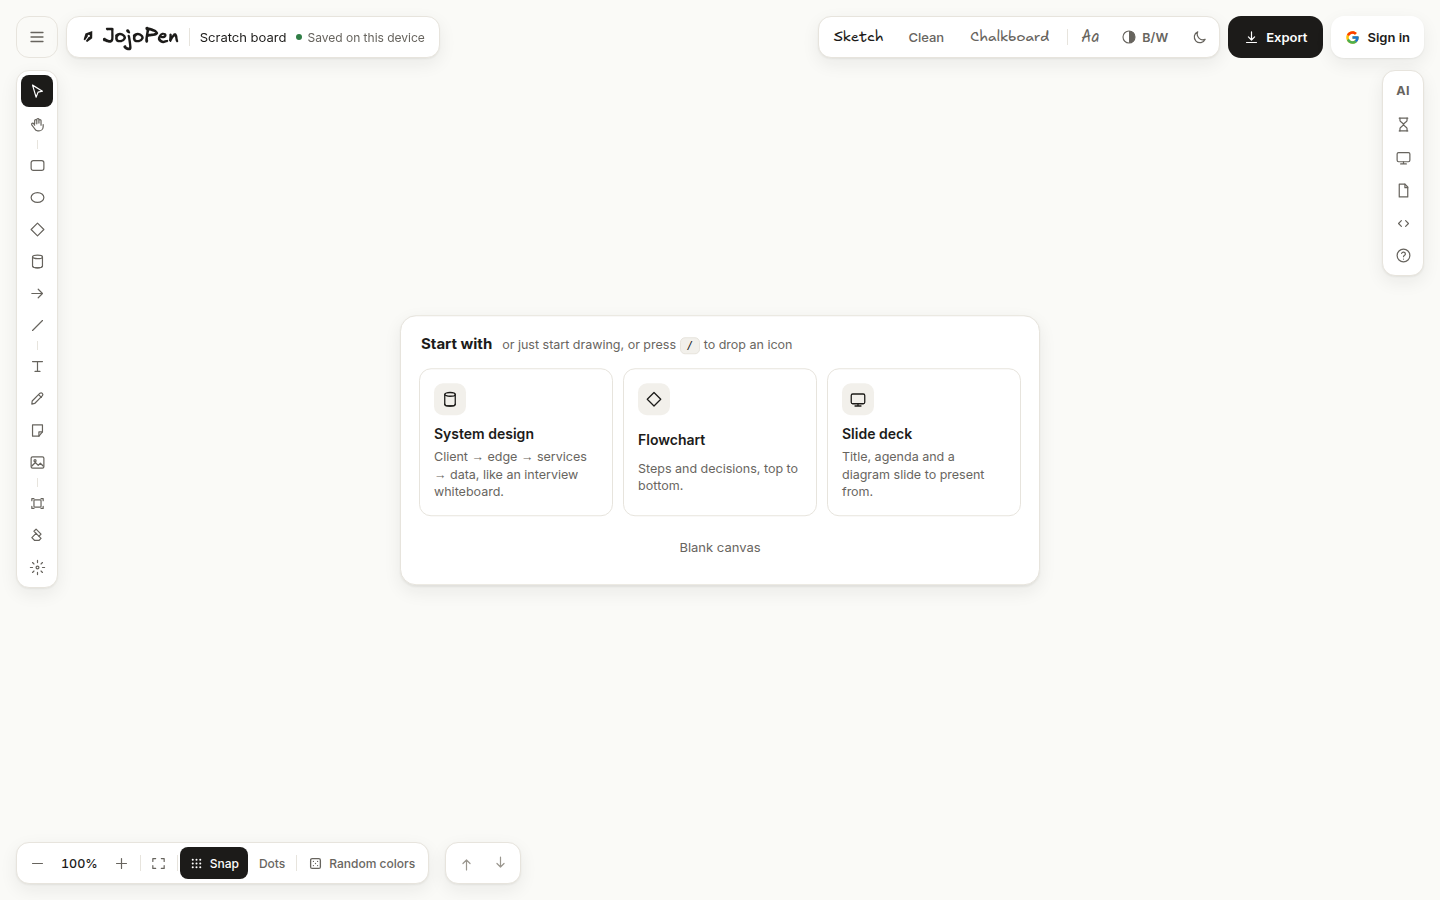 JojoPen
Scratch board
Saved on this device
Sketch
Clean
Chalkboard
Aa
B/W
Export
Sign in
AI
Start with or just start drawing, or press / to drop an icon
System design
Client → edge → services
→ data, like an interview
whiteboard.
Flowchart
Steps and decisions, top to
bottom.
Slide deck
Title, agenda and a
diagram slide to present
from.
Blank canvas
100%
Snap
Dots
Random colors